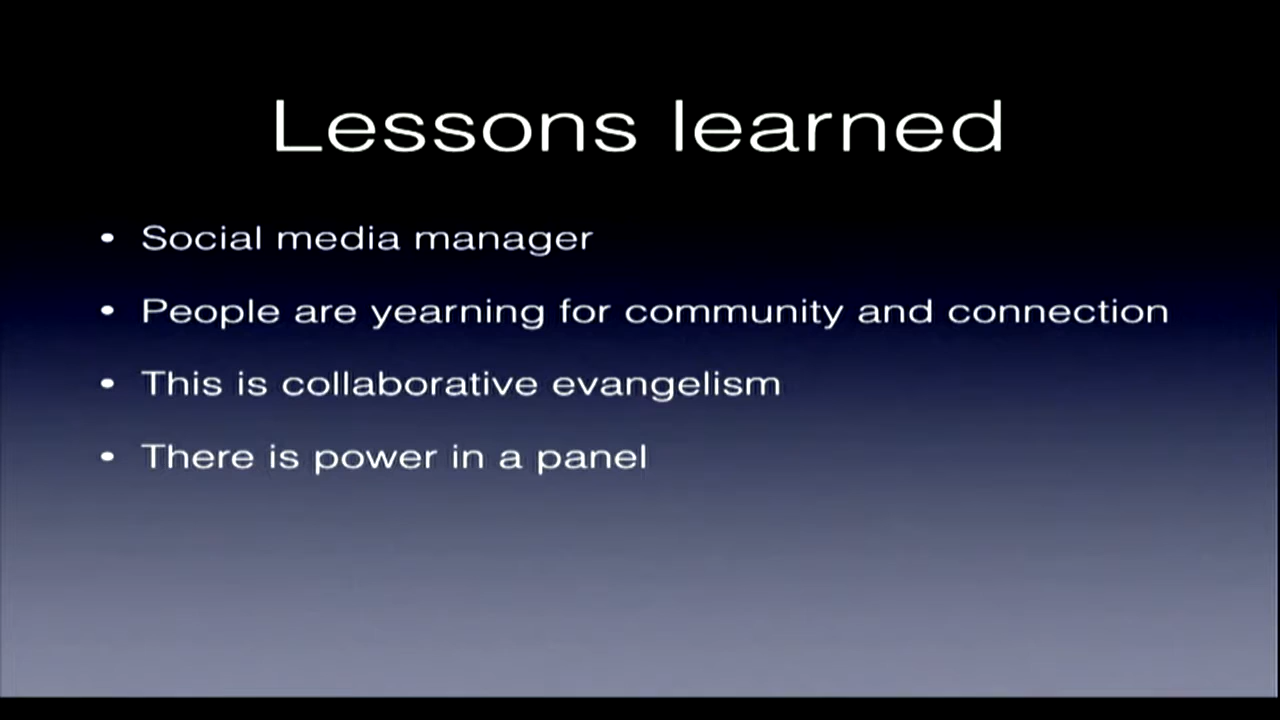 Lessons learned
• Social media manager
• People are yearning for community and connection
• This is collaborative evangelism
• There is power in a panel